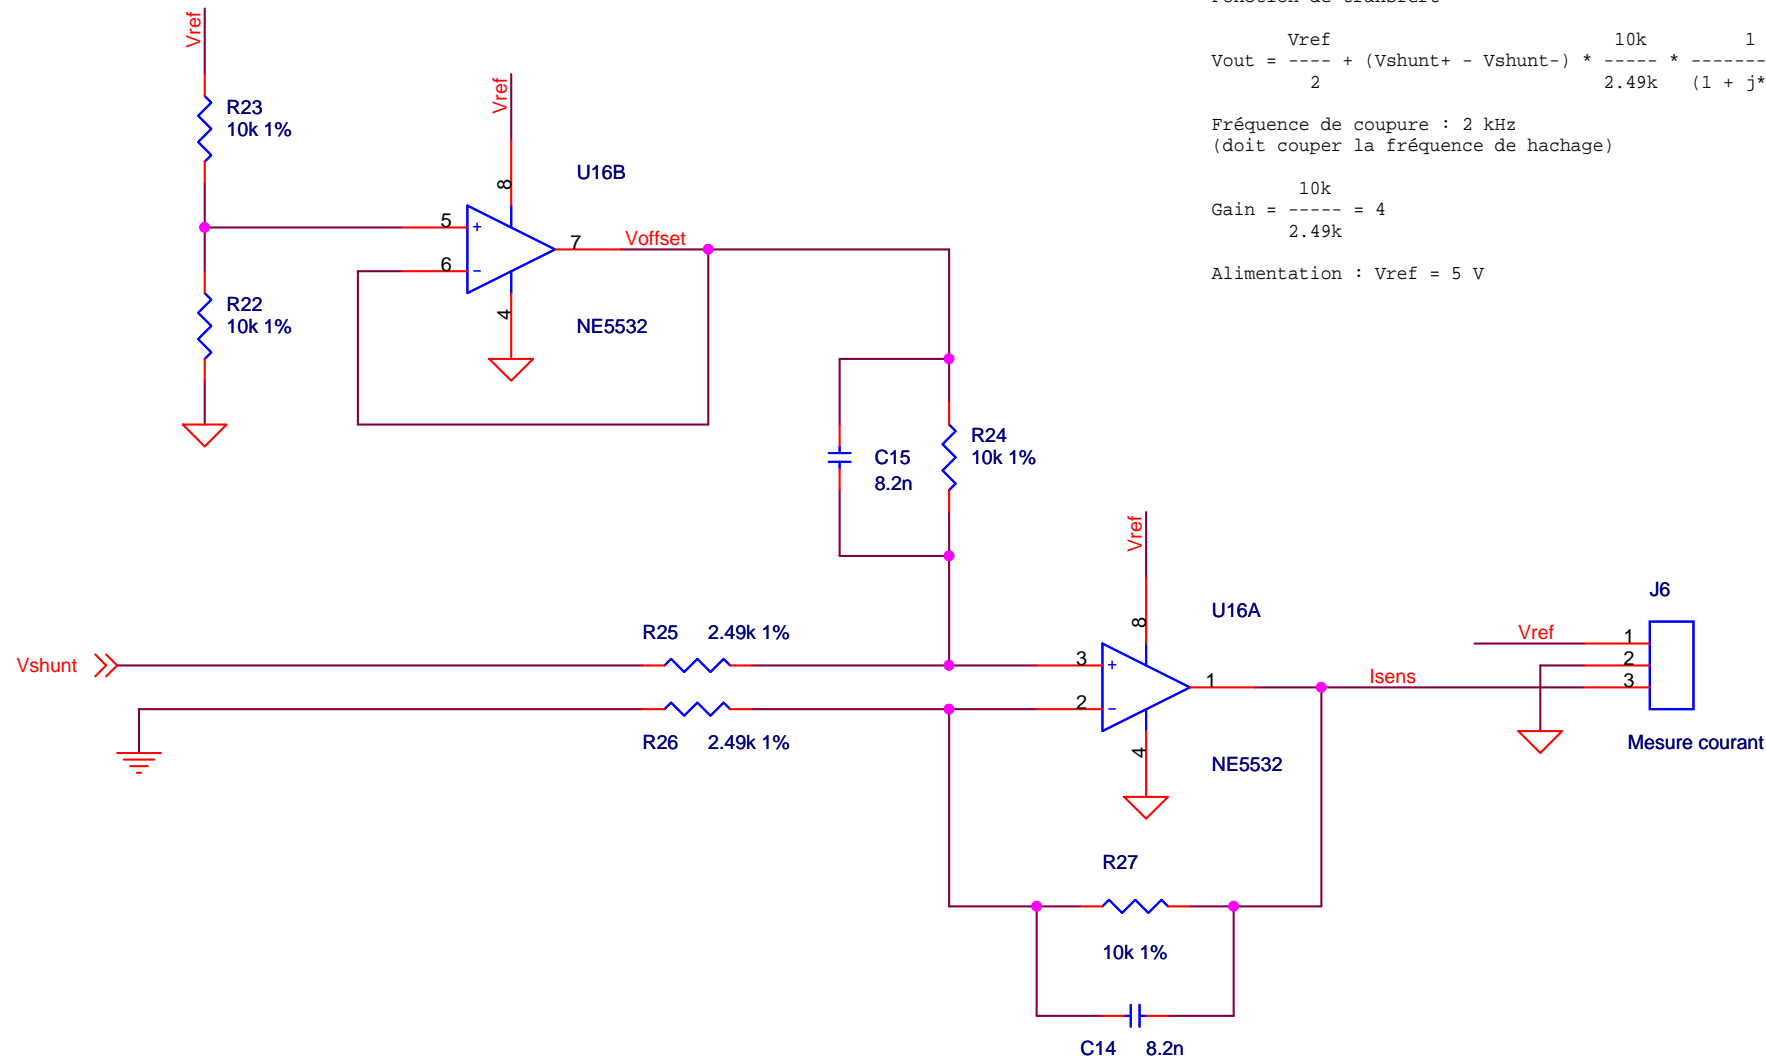 Fonction de transfert
Vref 10k 1
Vout = ---- + (Vshunt+ - Vshunt-) * ----- * -------
2 2.49k (1 + j*
Fréquence de coupure : 2 kHz
(doit couper la fréquence de hachage)
10k
Gain = ----- = 4
2.49k
Alimentation : Vref = 5 V
Vref
R23
10k 1%
Vref
8
U16B
5
+
7
Voffset
6
-
4
NE5532
R22
10k 1%
C15
8.2n
R24
10k 1%
Vref
8
U16A
J6
R25 2.49k 1%
Vshunt
3
+
1
Isens
2
-
R26 2.49k 1%
4
NE5532
Vref
1
2
3
Mesure courant
R27
10k 1%
C14 8.2n